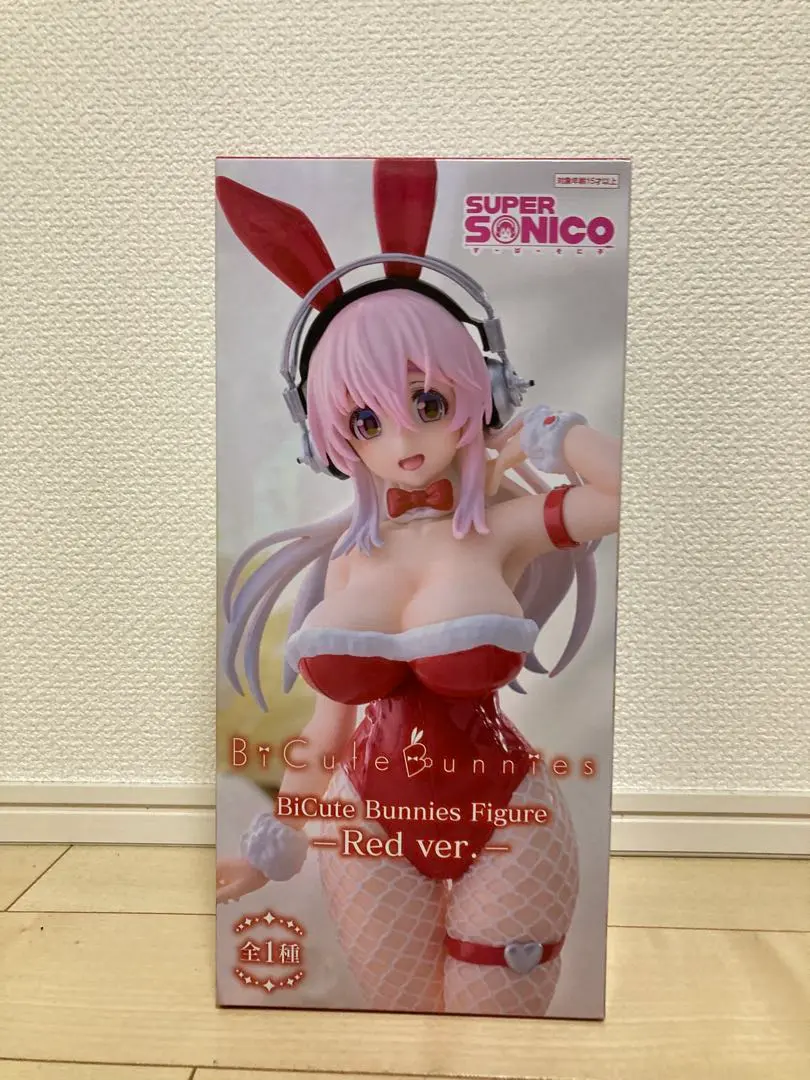 対象年齢15才以上
SUPER
SONICO
すーぱーそに子
BiCute Bunnies
BiCute Bunnies Figure
—Red ver.—
全1種